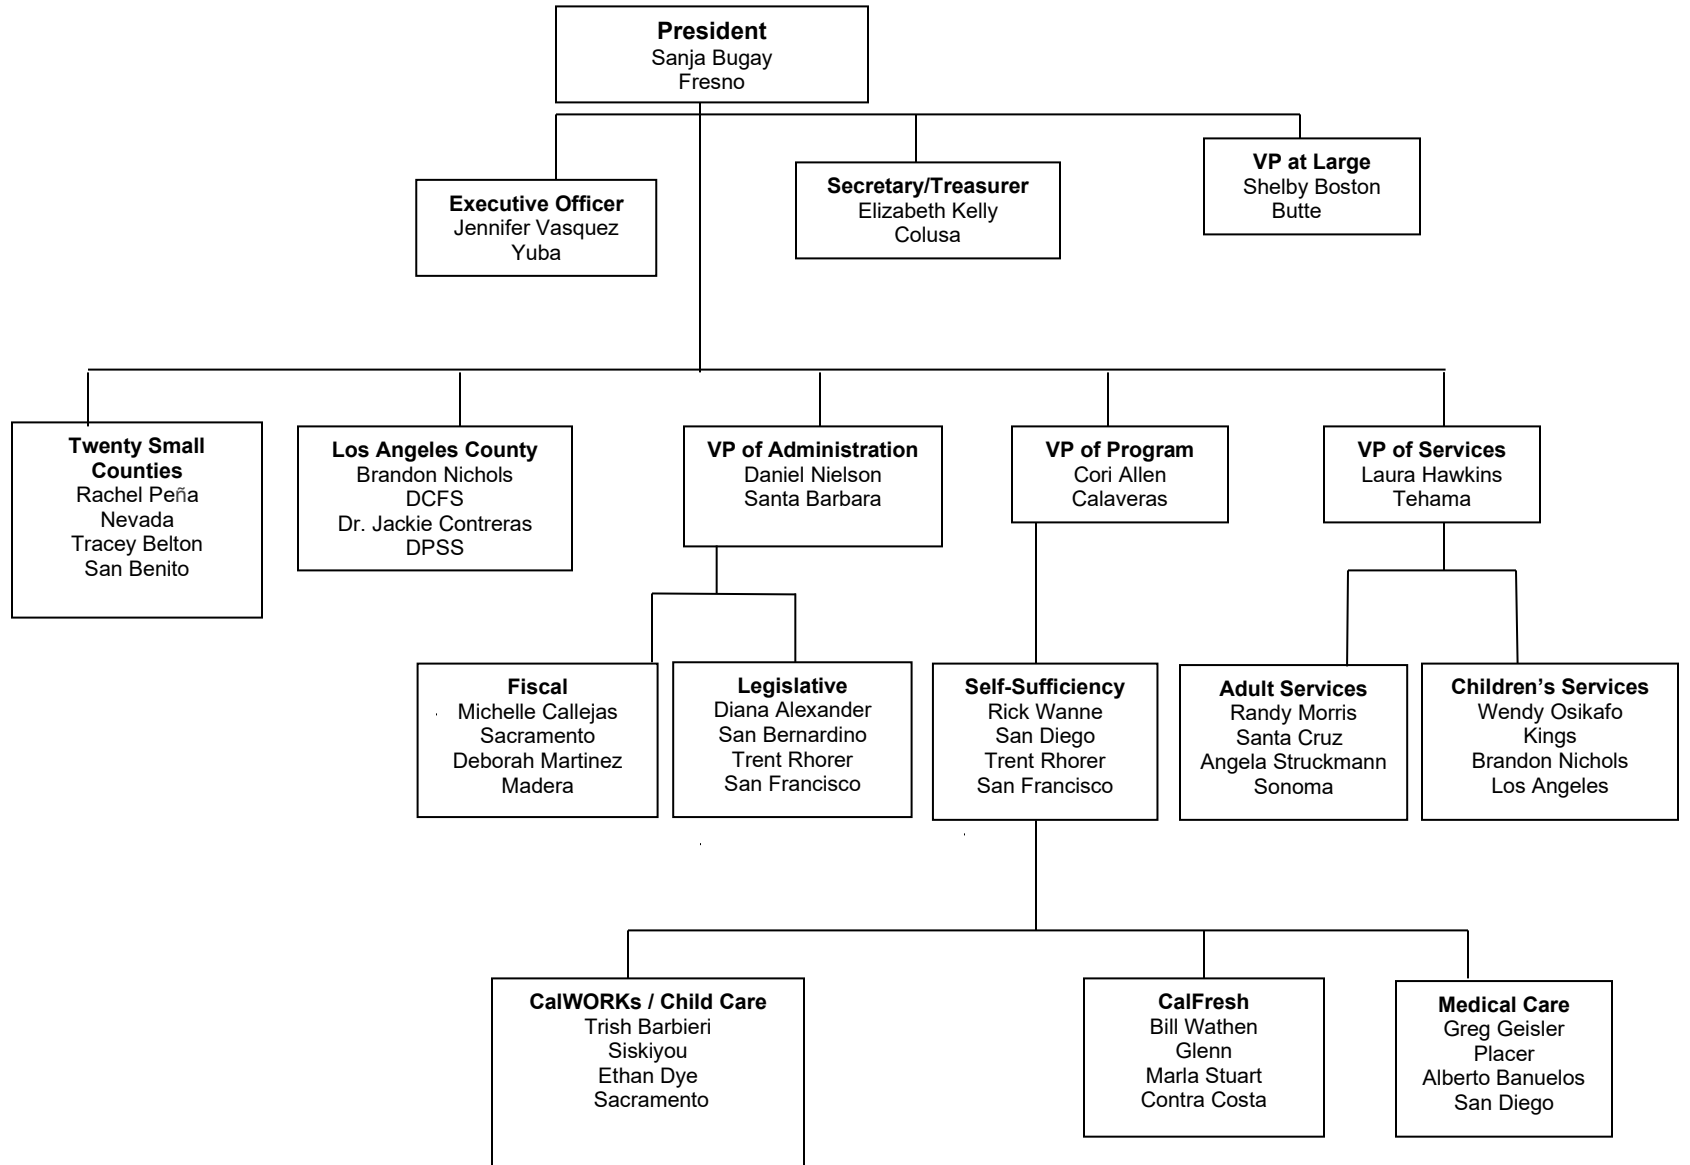 President
Sanja Bugay
Fresno
Executive Officer
Jennifer Vasquez
Yuba
Secretary/Treasurer
Elizabeth Kelly
Colusa
VP at Large
Shelby Boston
Butte
Twenty Small
Counties
Rachel Peña
Nevada
Tracey Belton
San Benito
Los Angeles County
Brandon Nichols
DCFS
Dr. Jackie Contreras
DPSS
VP of Administration
Daniel Nielson
Santa Barbara
VP of Program
Cori Allen
Calaveras
VP of Services
Laura Hawkins
Tehama
Fiscal
Michelle Callejas
Sacramento
Deborah Martinez
Madera
Legislative
Diana Alexander
San Bernardino
Trent Rhorer
San Francisco
Self-Sufficiency
Rick Wanne
San Diego
Trent Rhorer
San Francisco
Adult Services
Randy Morris
Santa Cruz
Angela Struckmann
Sonoma
Children’s Services
Wendy Osikafo
Kings
Brandon Nichols
Los Angeles
CalWORKs / Child Care
Trish Barbieri
Siskiyou
Ethan Dye
Sacramento
CalFresh
Bill Wathen
Glenn
Marla Stuart
Contra Costa
Medical Care
Greg Geisler
Placer
Alberto Banuelos
San Diego